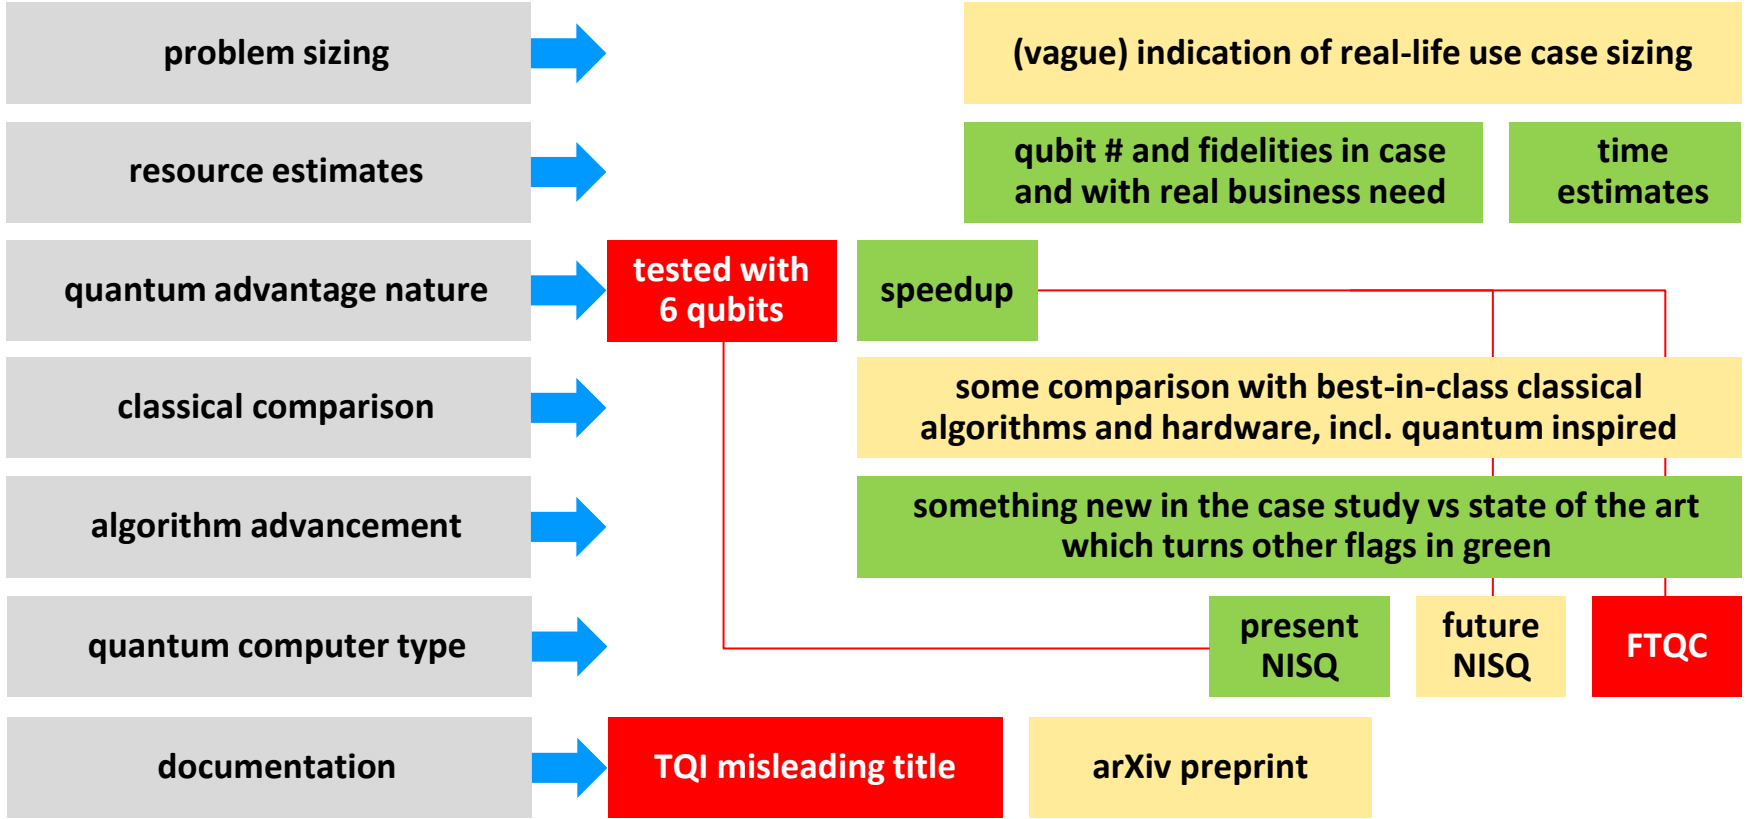 problem sizing
(vague) indication of real-life use case sizing
resource estimates
qubit # and fidelities in case
and with real business need
time
estimates
quantum advantage nature
tested with
6 qubits
speedup
classical comparison
some comparison with best-in-class classical
algorithms and hardware, incl. quantum inspired
algorithm advancement
something new in the case study vs state of the art
which turns other flags in green
quantum computer type
present
NISQ
future
NISQ
FTQC
documentation
TQI misleading title
arXiv preprint